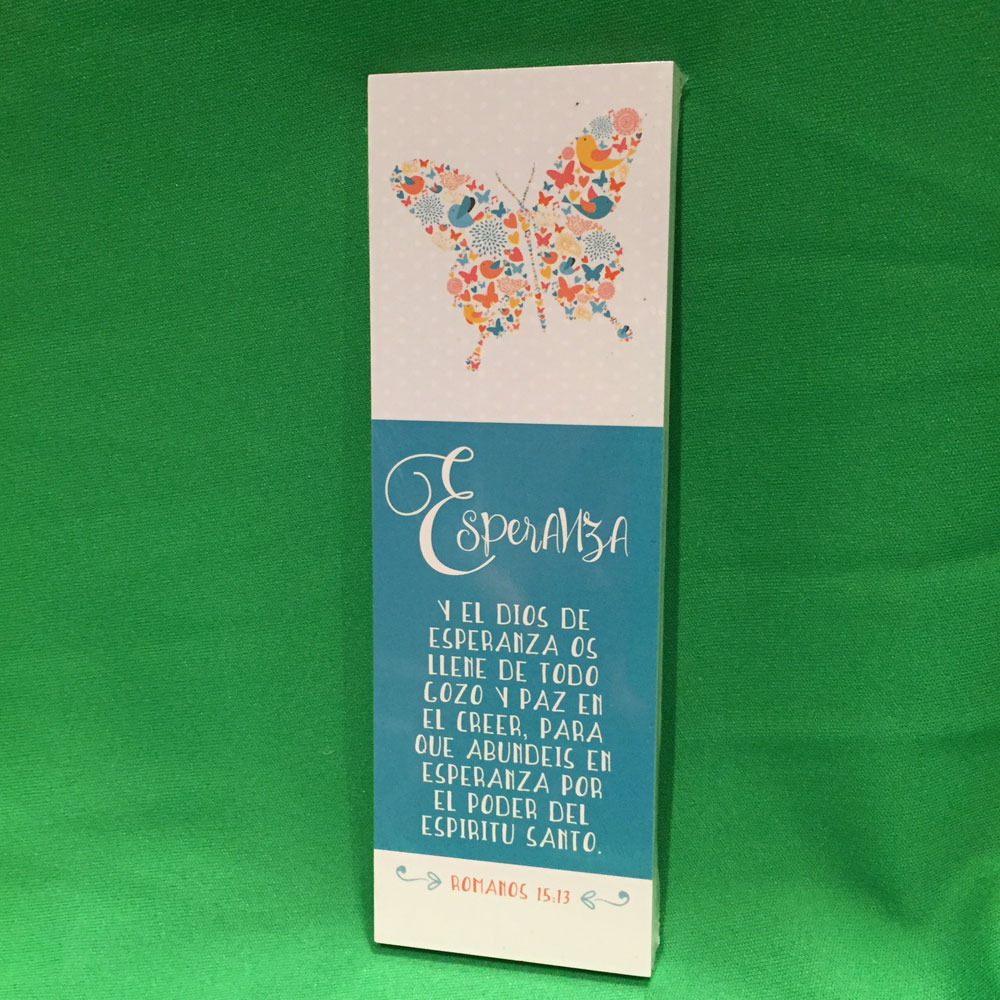 Esperanza
Y EL DIOS DE
ESPERANZA OS
LLENE DE TODO
GOZO Y PAZ EN
EL CREER, PARA
QUE ABUNDEIS EN
ESPERANZA POR
EL PODER DEL
ESPIRITU SANTO.
ROMANOS 15:13